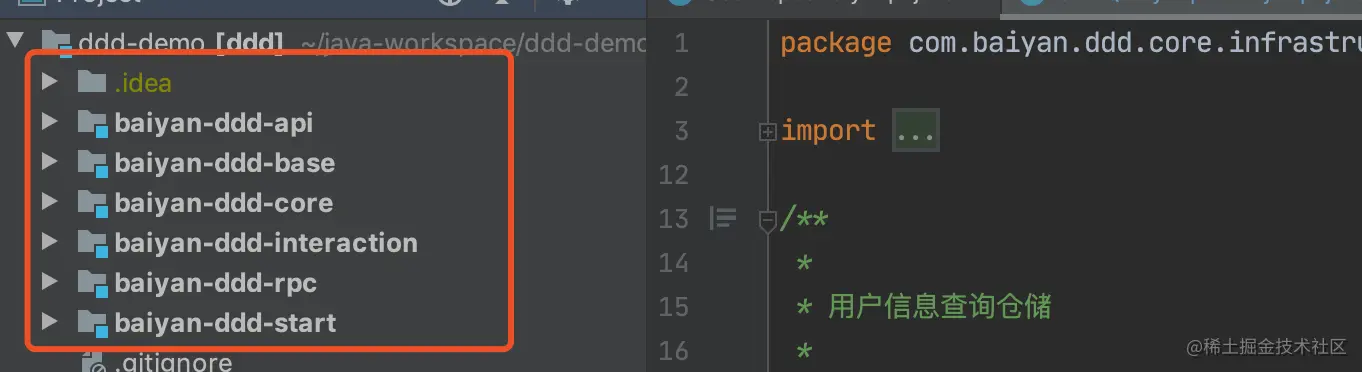 ddd-demo [ddd] ~/java-workspace/ddd-demo
.idea
baiyan-ddd-api
baiyan-ddd-base
baiyan-ddd-core
baiyan-ddd-interaction
baiyan-ddd-rpc
baiyan-ddd-start
.gitignore
1 package com.baiyan.ddd.core.infrastru
2
3 import ...
12
13 /**
14 *
15 * 用户信息查询仓储
16 *
@稀土掘金技术社区